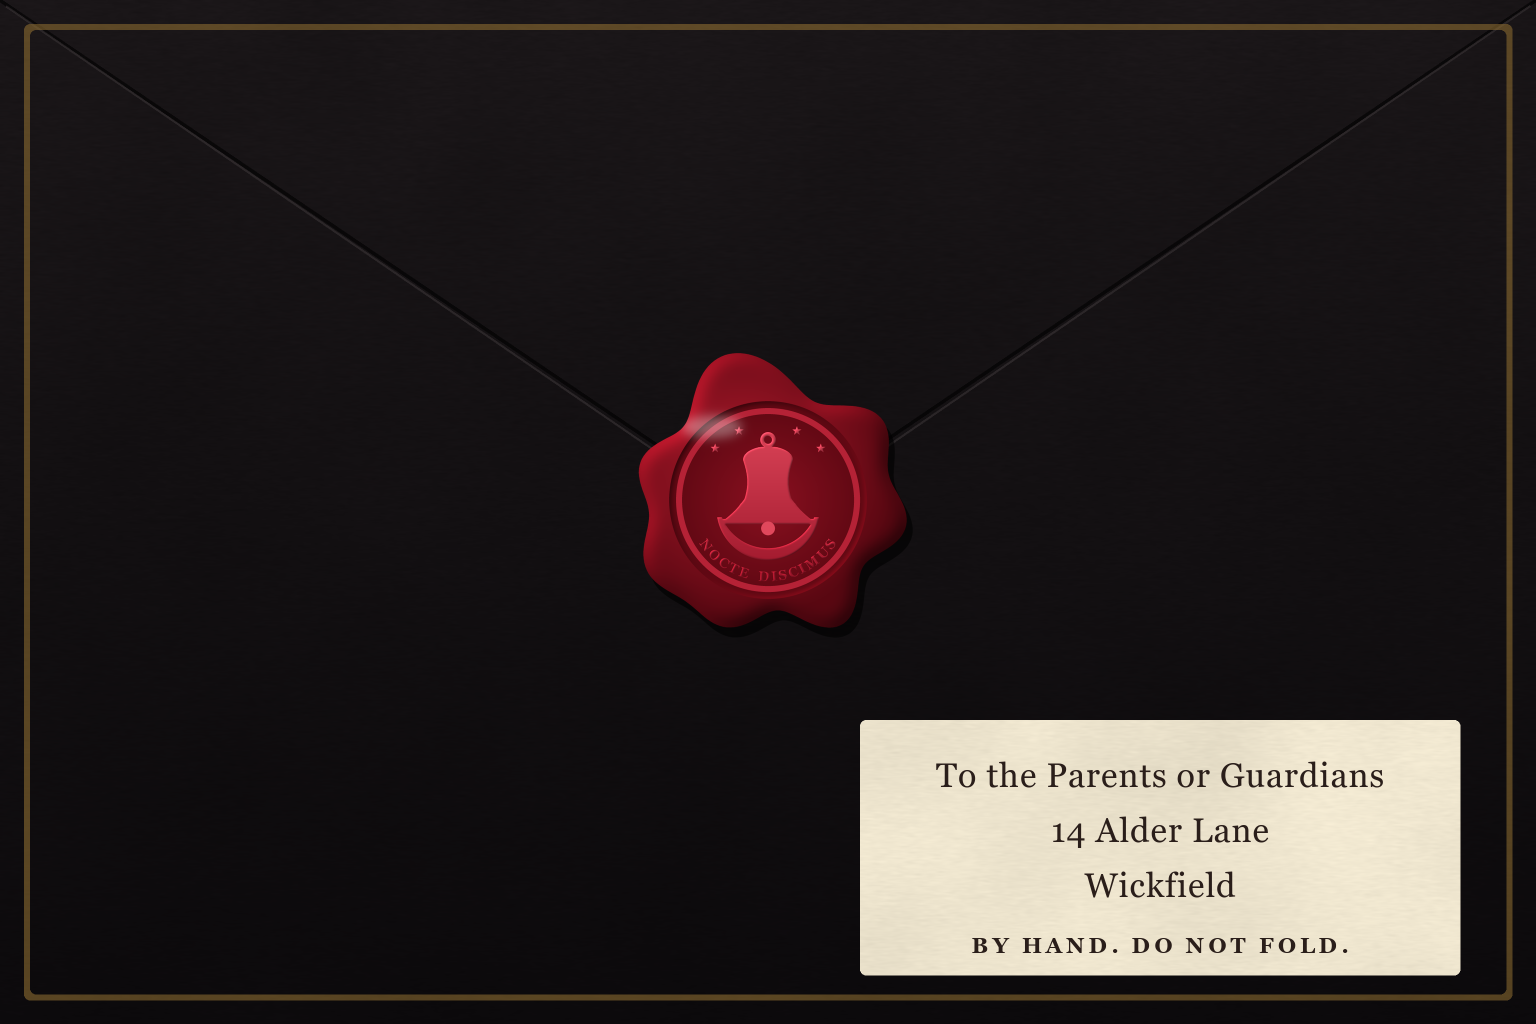 NOCTE DISCIMUS
To the Parents or Guardians
14 Alder Lane
Wickfield
BY HAND. DO NOT FOLD.